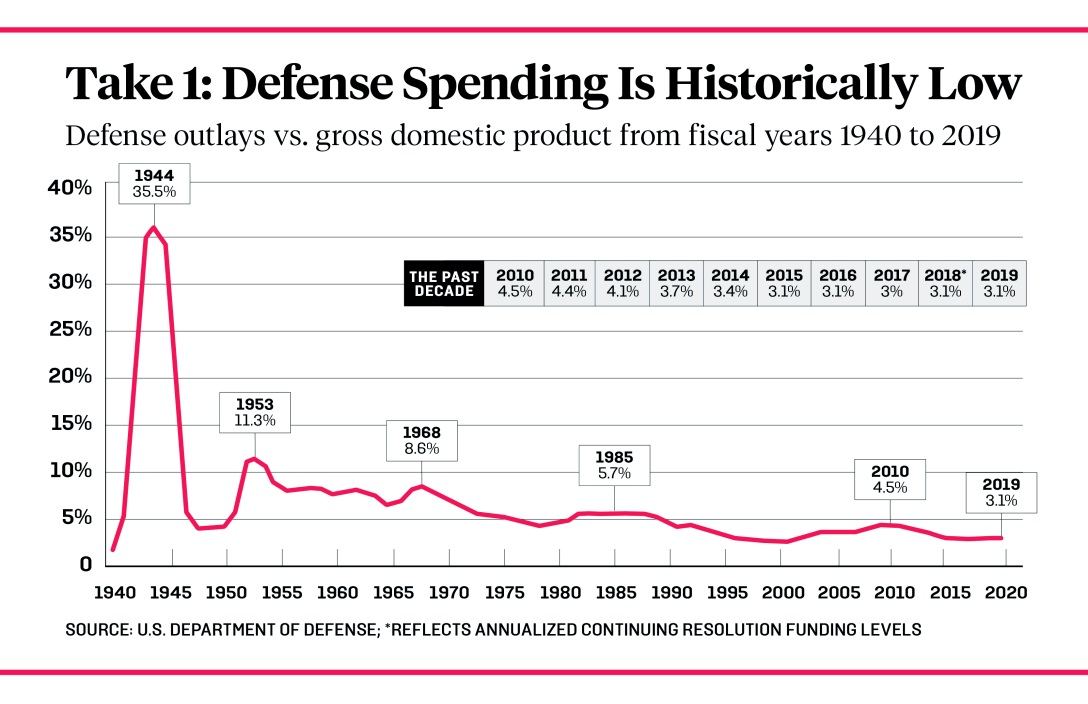 Take 1: Defense Spending Is Historically Low
Defense outlays vs. gross domestic product from fiscal years 1940 to 2019
40%
35%
30%
25%
20%
15%
10%
5%
0
1944
35.5%
1953
11.3%
1968
8.6%
1985
5.7%
2010
4.5%
2019
3.1%
THE PAST
DECADE
2010 2011 2012 2013 2014 2015 2016 2017 2018* 2019
4.5% 4.4% 4.1% 3.7% 3.4% 3.1% 3.1% 3% 3.1% 3.1%
1940 1945 1950 1955 1960 1965 1970 1975 1980 1985 1990 1995 2000 2005 2010 2015 2020
SOURCE: U.S. DEPARTMENT OF DEFENSE; *REFLECTS ANNUALIZED CONTINUING RESOLUTION FUNDING LEVELS